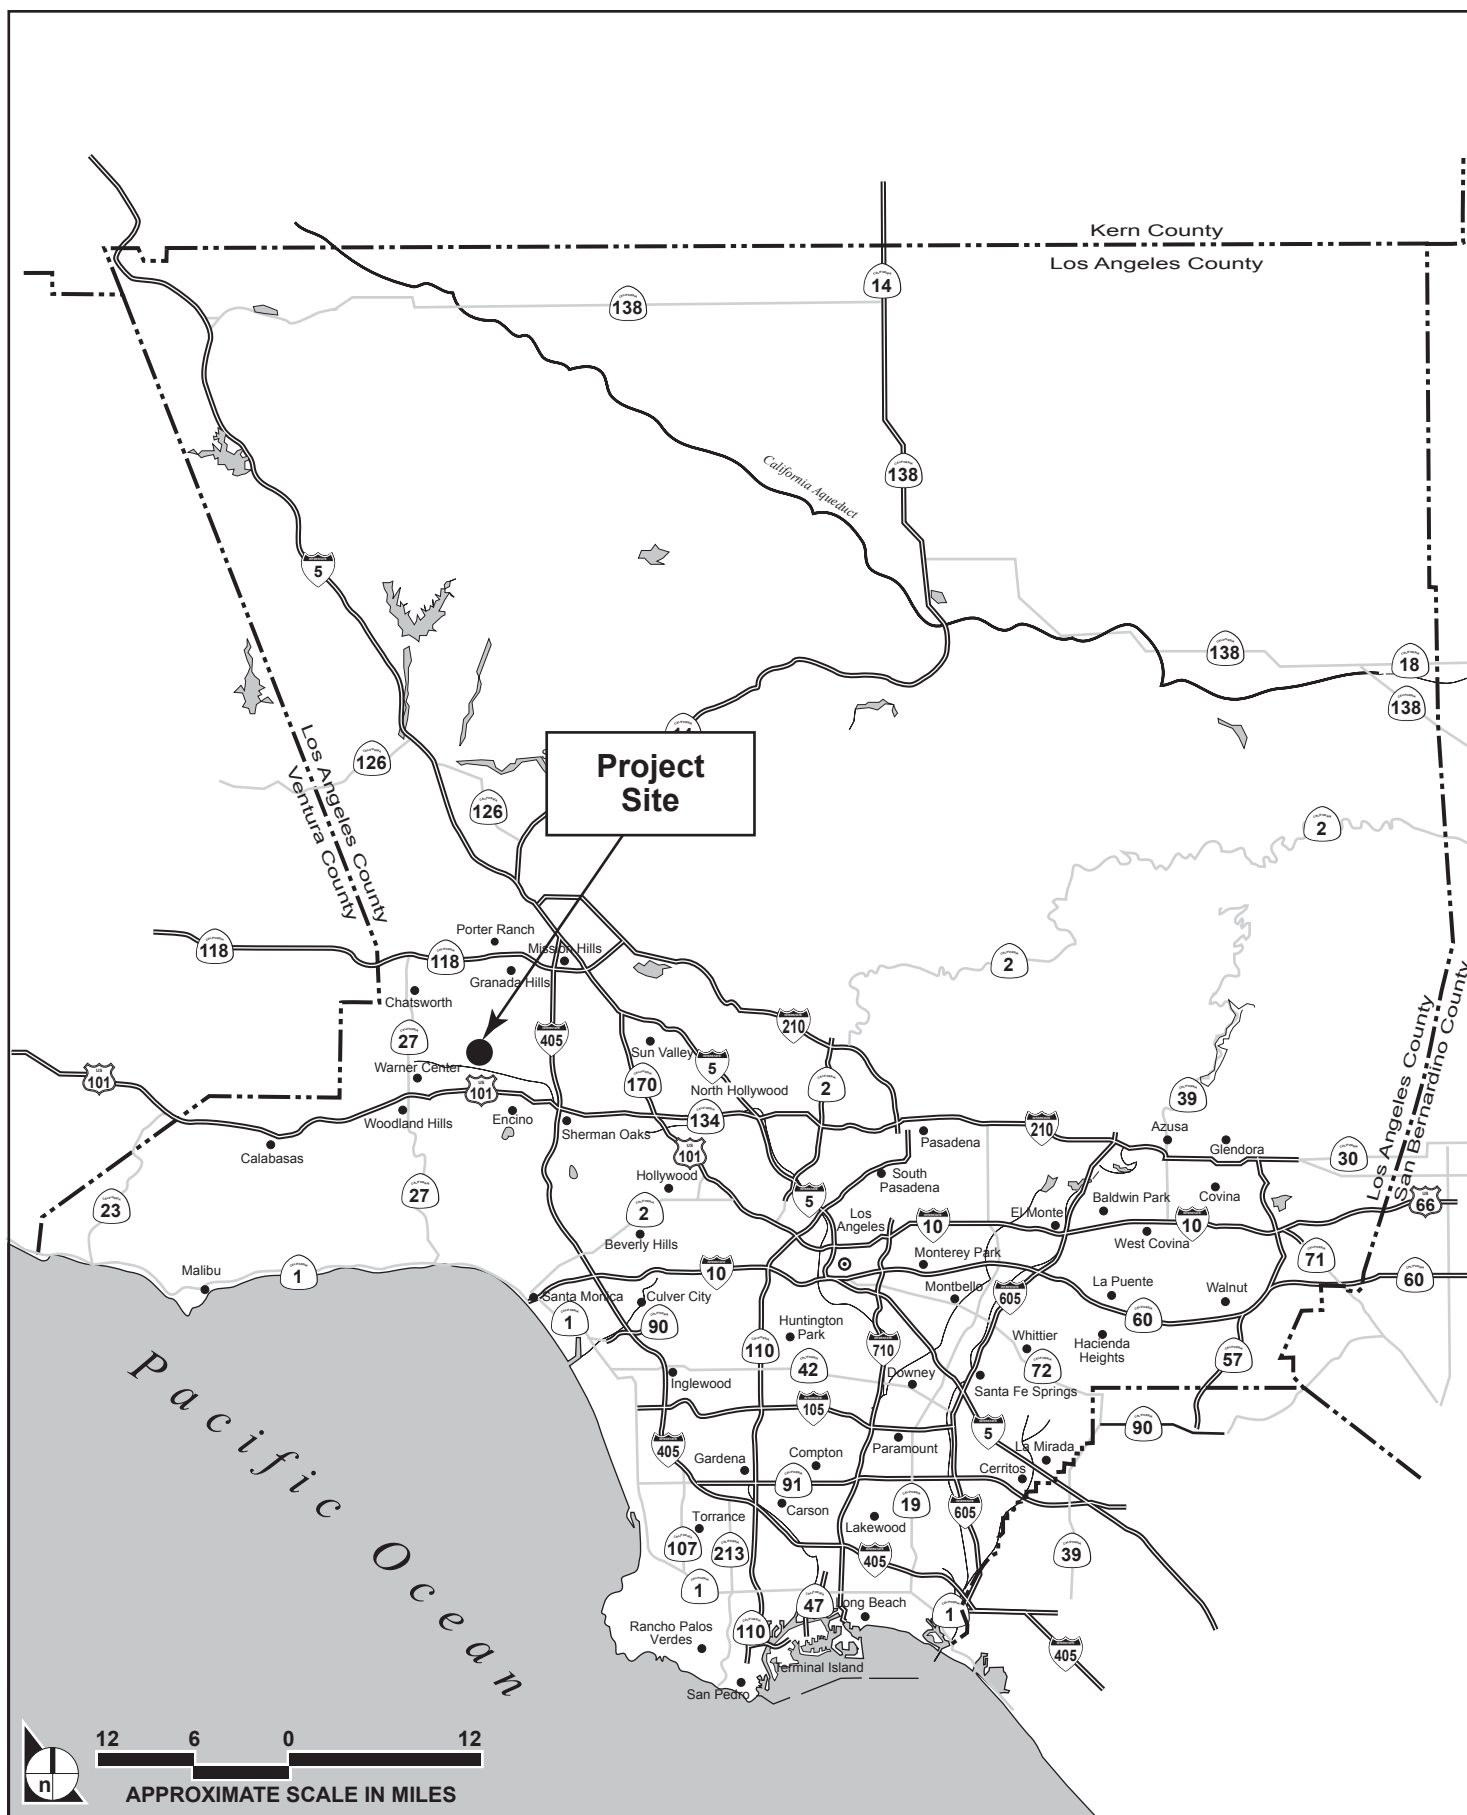 Kern County
Los Angeles County
14
138
California Aqueduct
138
5
138
18
138
126
Project
Site
126
2
Los Angeles County
Ventura County
118
118
Porter Ranch
Mission Hills
Granada Hills
2
Chatsworth
210
27
405
Sun Valley
5
Warner Center
101
101
170
North Hollywood
2
39
Woodland Hills
Encino
134
Sherman Oaks
210
Azusa
Pasadena
Glendora
30
Calabasas
101
Los Angeles County
San Bernardino County
27
Hollywood
South
Pasadena
5
23
2
Los
Angeles
10
El Monte
Baldwin Park
Covina
66
10
Beverly Hills
West Covina
Monterey Park
71
Malibu
1
10
60
Montbello
La Puente
Walnut
Santa Monica
Culver City
605
1
90
60
Huntington
Park
110
710
Whittier
Hacienda
Heights
42
72
57
Inglewood
Downey
Santa Fe Springs
105
5
90
405
Paramount
La Mirada
Gardena
Compton
Cerritos
91
Carson
19
605
Torrance
Lakewood
107
213
405
39
1
47
Long Beach
1
Rancho Palos
Verdes
110
405
Terminal Island
San Pedro
Pacific Ocean
12 6 0 12
n
APPROXIMATE SCALE IN MILES